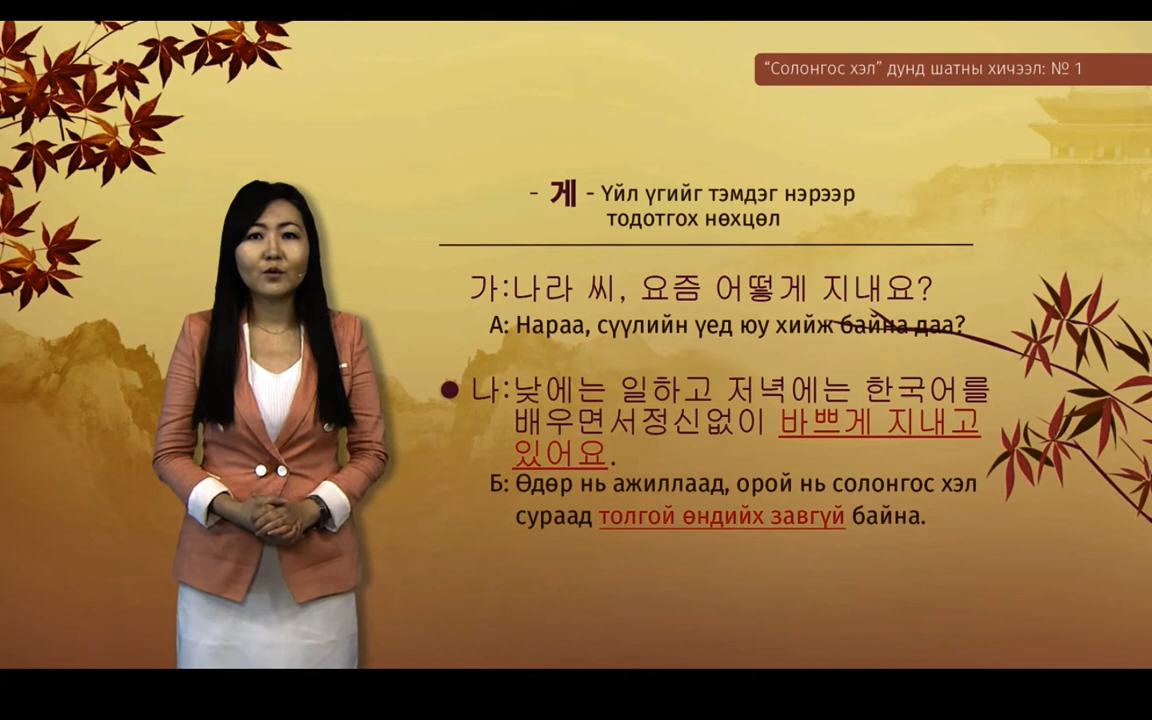 "Солонгос хэл" дунд шатны хичээл: № 1
- 게 - Үйл үгийг тэмдэг нэрээр
тодотгох нөхцөл
가:나라 씨, 요즘 어떻게 지내요?
А: Нараа, сүүлийн үед юу хийж байна даа?
● 나:낮에는 일하고 저녁에는 한국어를
배우면서정신없이 바쁘게 지내고
있어요.
Б: Өдөр нь ажиллаад, орой нь солонгос хэл
сураад толгой өндийх завгүй байна.